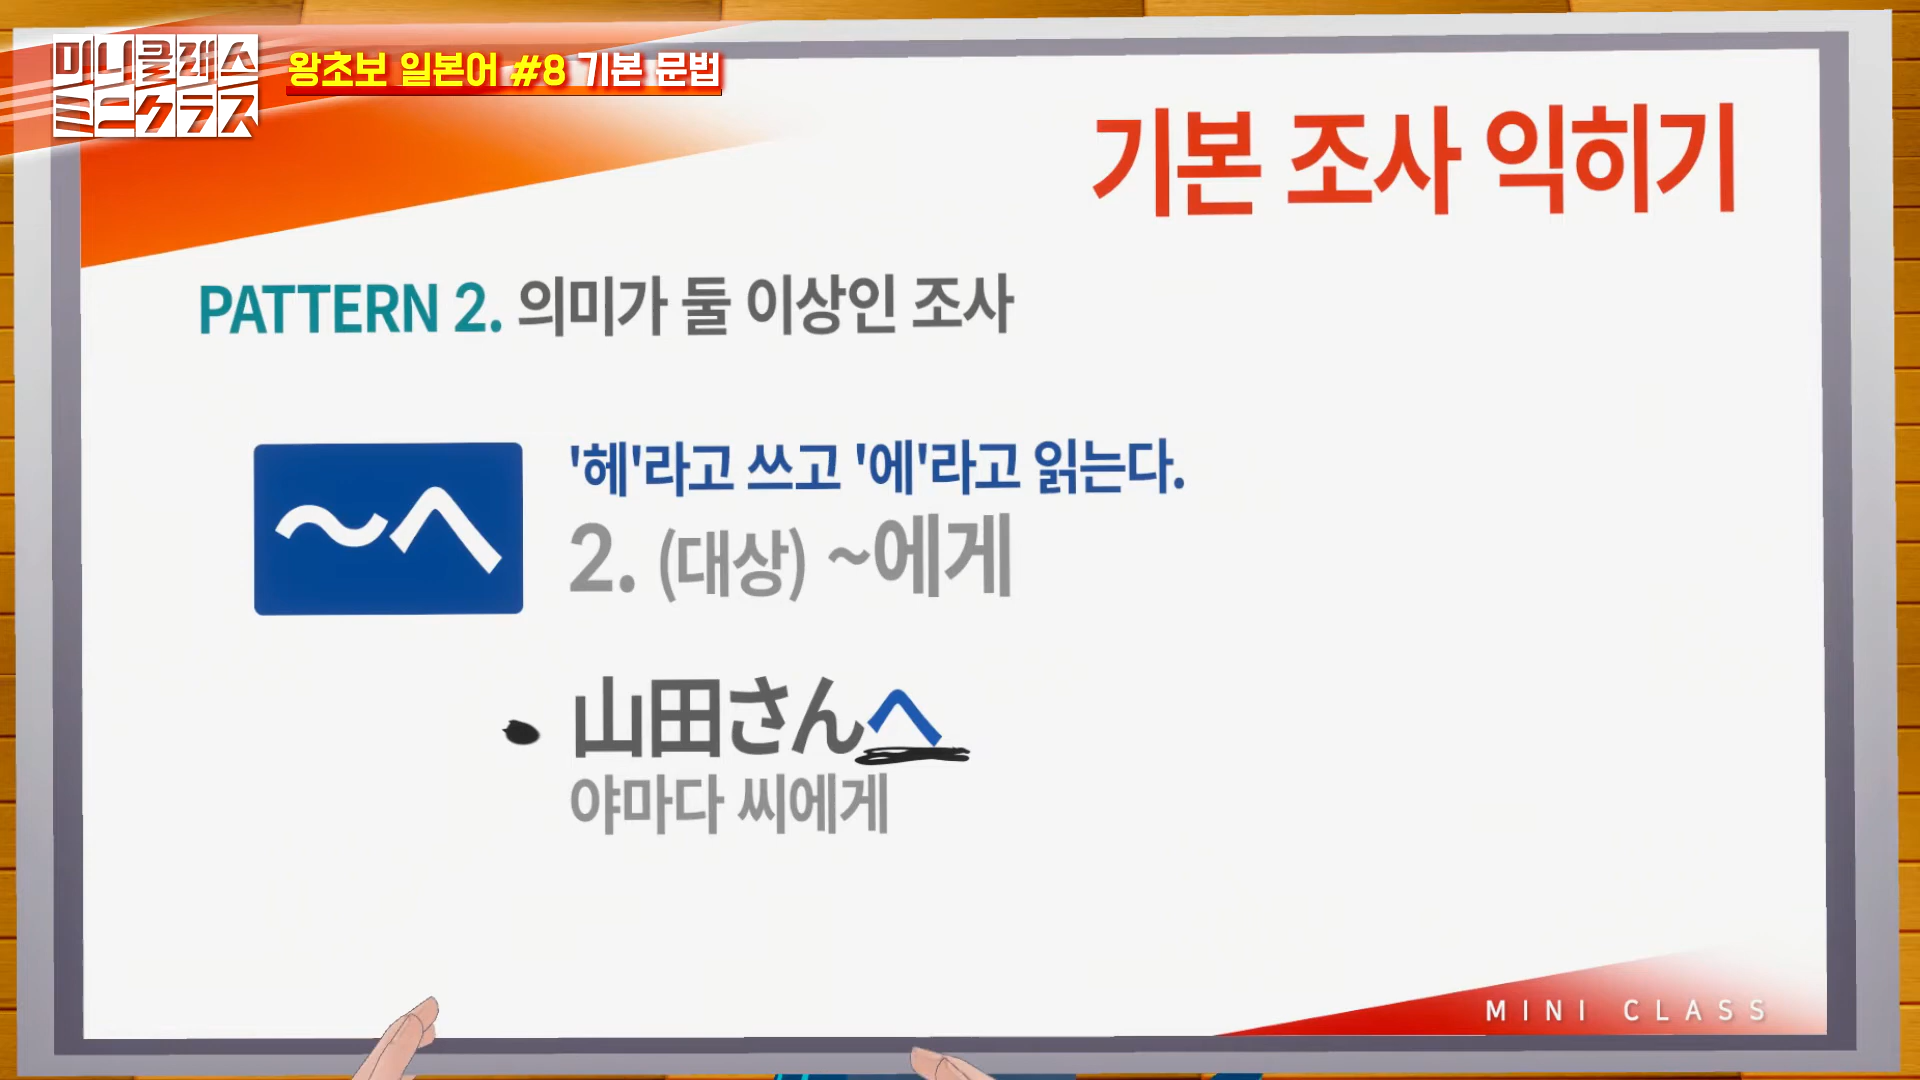 미니클래스
ミニクラス
왕초보 일본어 #8 기본 문법
기본 조사 익히기
PATTERN 2. 의미가 둘 이상인 조사
~へ
'헤'라고 쓰고 '에'라고 읽는다.
2. (대상) ~에게
山田さんへ
야마다 씨에게
MINI CLASS